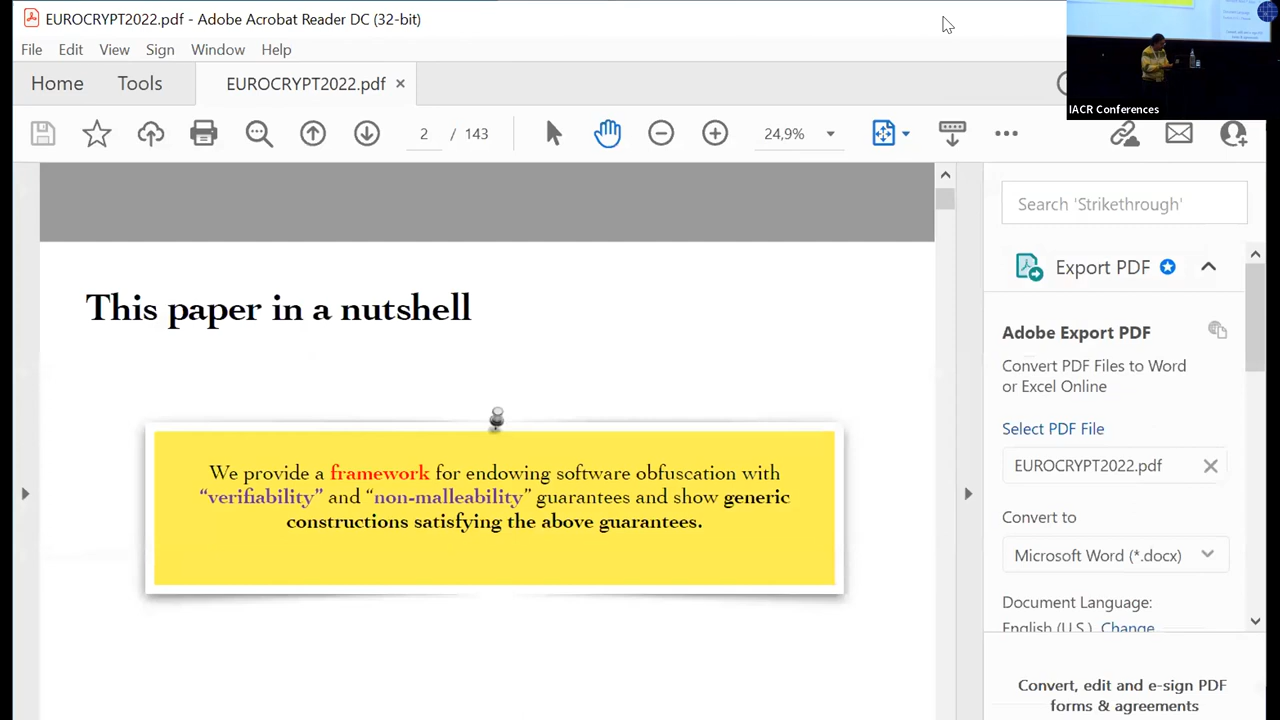 EUROCRYPT2022.pdf - Adobe Acrobat Reader DC (32-bit)
File Edit View Sign Window Help
Home Tools EUROCRYPT2022.pdf ×
2 / 143 24,9%
IACR Conferences
Search 'Strikethrough'
Export PDF
This paper in a nutshell
We provide a framework for endowing software obfuscation with
“verifiability” and “non-malleability” guarantees and show generic
constructions satisfying the above guarantees.
Adobe Export PDF
Convert PDF Files to Word
or Excel Online
Select PDF File
EUROCRYPT2022.pdf
Convert to
Microsoft Word (*.docx)
Document Language:
English (U.S.) Change
Convert, edit and e-sign PDF
forms & agreements